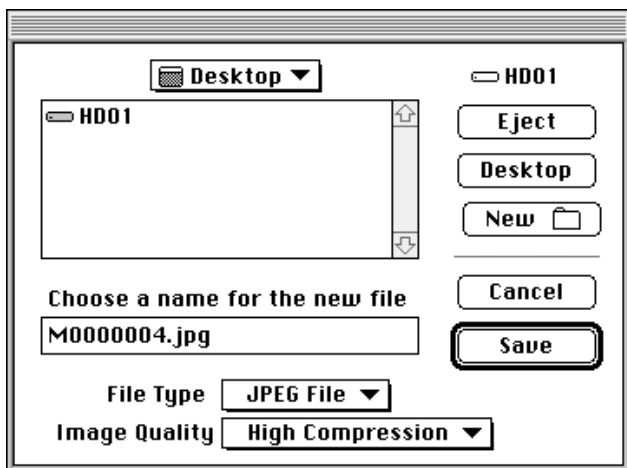 Desktop
HD01
HD01
Eject
Desktop
New
Choose a name for the new file
M0000004.jpg
Cancel
Save
File Type JPEG File
Image Quality High Compression